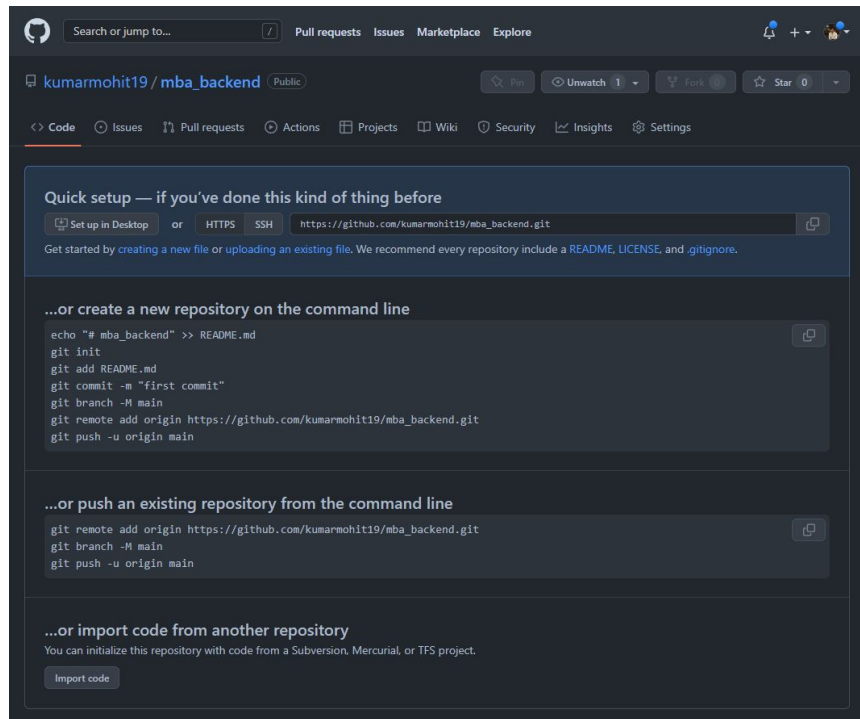 Search or jump to... / Pull requests Issues Marketplace Explore
kumarmohit19 / mba_backend Public Pin Unwatch 1 Fork 0 Star 0
<> Code Issues Pull requests Actions Projects Wiki Security Insights Settings
Quick setup — if you've done this kind of thing before
Set up in Desktop or HTTPS SSH https://github.com/kumarmohit19/mba_backend.git
Get started by creating a new file or uploading an existing file. We recommend every repository include a README, LICENSE, and .gitignore.
...or create a new repository on the command line
echo "# mba_backend" >> README.md
git init
git add README.md
git commit -m "first commit"
git branch -M main
git remote add origin https://github.com/kumarmohit19/mba_backend.git
git push -u origin main
...or push an existing repository from the command line
git remote add origin https://github.com/kumarmohit19/mba_backend.git
git branch -M main
git push -u origin main
...or import code from another repository
You can initialize this repository with code from a Subversion, Mercurial, or TFS project.
Import code